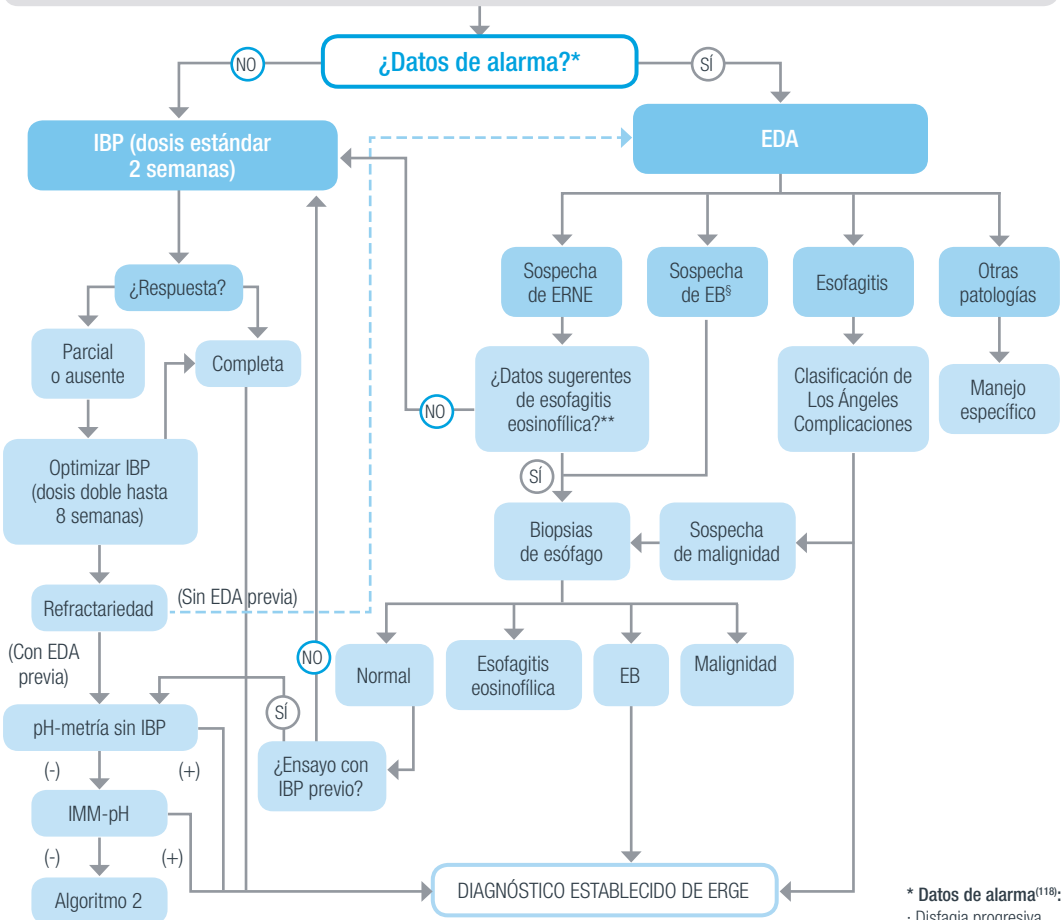 ¿Datos de alarma?*
NO
SÍ
IBP (dosis estándar
2 semanas)
EDA
¿Respuesta?
Sospecha
de ERNE
Sospecha
de EB§
Esofagitis
Otras
patologías
Parcial
o ausente
Completa
¿Datos sugerentes
de esofagitis
eosinofílica?**
NO
Clasificación de
Los Ángeles
Complicaciones
Manejo
específico
SÍ
Optimizar IBP
(dosis doble hasta
8 semanas)
Biopsias
de esófago
Sospecha
de malignidad
Refractariedad
(Sin EDA previa)
(Con EDA
previa)
NO
Normal
Esofagitis
eosinofílica
EB
Malignidad
SÍ
pH-metría sin IBP
¿Ensayo con
IBP previo?
(-)
(+)
IMM-pH
(-)
(+)
Algoritmo 2
DIAGNÓSTICO ESTABLECIDO DE ERGE
* Datos de alarma(118):
· Disfagia progresiva